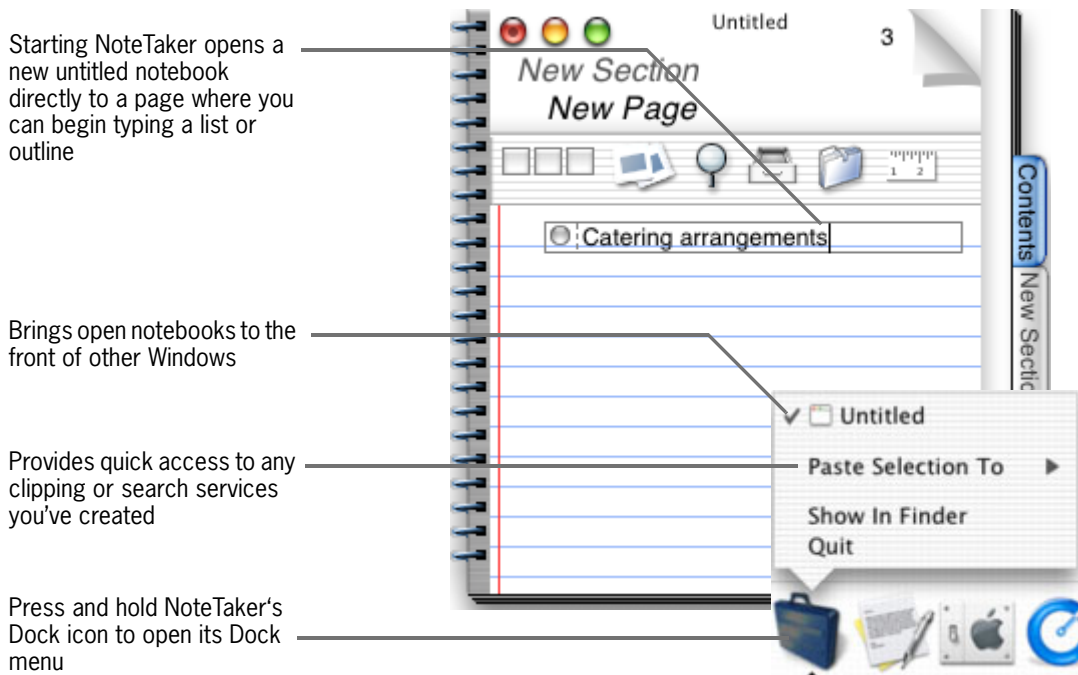 Starting NoteTaker opens a
new untitled notebook
directly to a page where you
can begin typing a list or
outline
Brings open notebooks to the
front of other Windows
Provides quick access to any
clipping or search services
you've created
Press and hold NoteTaker‘s
Dock icon to open its Dock
menu
Untitled
3
New Section
New Page
1 2
Catering arrangements
Contents
New Sectio
Untitled
Paste Selection To
Show In Finder
Quit